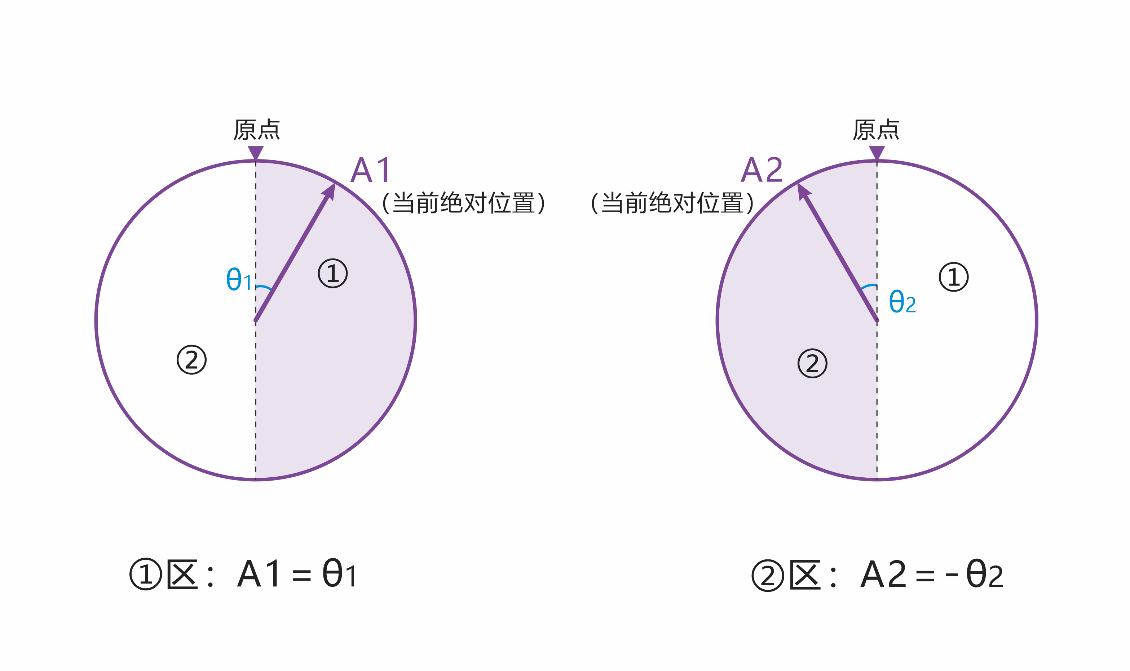 原点
A1
（当前绝对位置）
θ1
①
②
①区：A1 = θ1
原点
A2
（当前绝对位置）
①
θ2
②
②区：A2 = -θ2